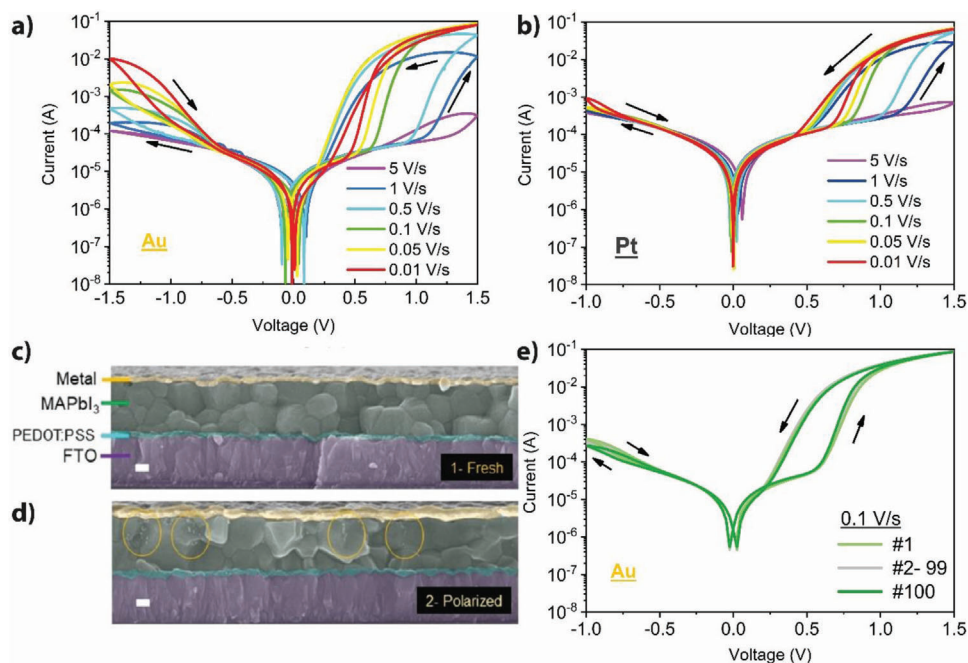 a)
10⁻¹
10⁻²
10⁻³
10⁻⁴
10⁻⁵
10⁻⁶
10⁻⁷
10⁻⁸
Current (A)
5 V/s
1 V/s
0.5 V/s
0.1 V/s
0.05 V/s
0.01 V/s
Au
-1.5 -1.0 -0.5 0.0 0.5 1.0 1.5
Voltage (V)
b)
10⁻¹
10⁻²
10⁻³
10⁻⁴
10⁻⁵
10⁻⁶
10⁻⁷
10⁻⁸
Current (A)
5 V/s
1 V/s
0.5 V/s
0.1 V/s
0.05 V/s
0.01 V/s
Pt
-1.0 -0.5 0.0 0.5 1.0 1.5
Voltage (V)
c)
Metal
MAPbI₃
PEDOT:PSS
FTO
1- Fresh
d)
2- Polarized
e)
10⁻¹
10⁻²
10⁻³
10⁻⁴
10⁻⁵
10⁻⁶
10⁻⁷
10⁻⁸
Current (A)
0.1 V/s
#1
#2- 99
#100
Au
-1.0 -0.5 0.0 0.5 1.0 1.5
Voltage (V)